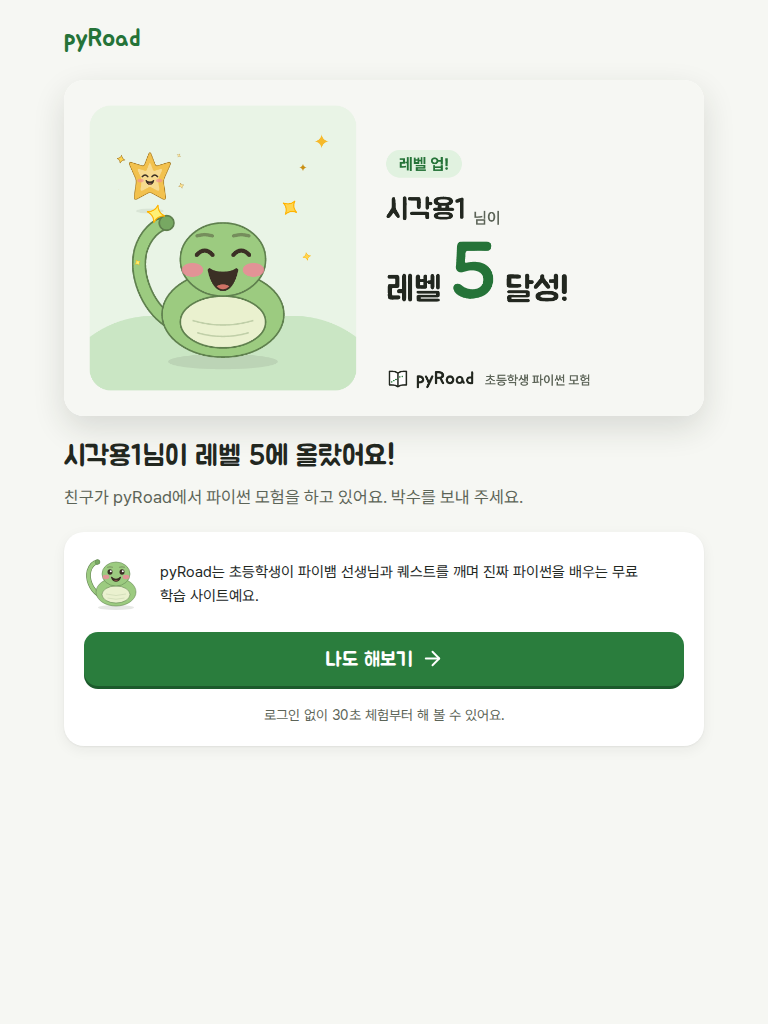 pyRoad
레벨 업!
시각용1 님이
레벨 5 달성!
pyRoad 초등학생 파이썬 모험
시각용1님이 레벨 5에 올랐어요!
친구가 pyRoad에서 파이썬 모험을 하고 있어요. 박수를 보내 주세요.
pyRoad는 초등학생이 파이뱀 선생님과 퀘스트를 깨며 진짜 파이썬을 배우는 무료
학습 사이트예요.
나도 해보기 →
로그인 없이 30초 체험부터 해 볼 수 있어요.